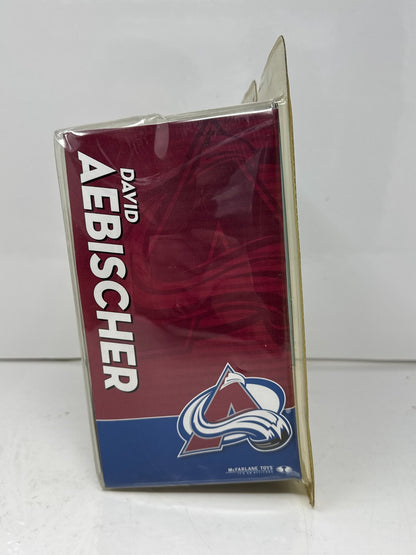 DAVID
AEBISCHER
A
McFARLANE TOYS